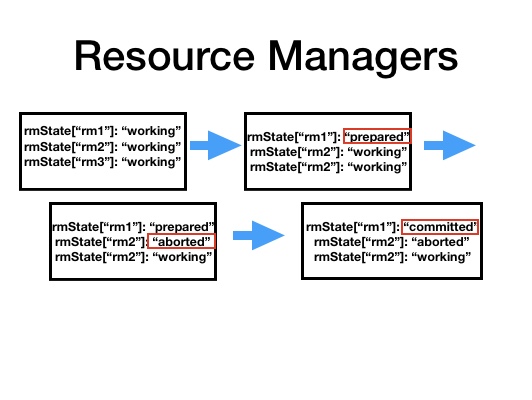 Resource Managers
rmState[“rm1”]: “working”
rmState[“rm2”]: “working”
rmState[“rm3”]: “working”
rmState[“rm1”]: “prepared”
rmState[“rm2”]: “working”
rmState[“rm2”]: “working”
rmState[“rm1”]: “prepared”
rmState[“rm2”]: “aborted”
rmState[“rm2”]: “working”
rmState[“rm1”]: “committed”
rmState[“rm2”]: “aborted”
rmState[“rm2”]: “working”